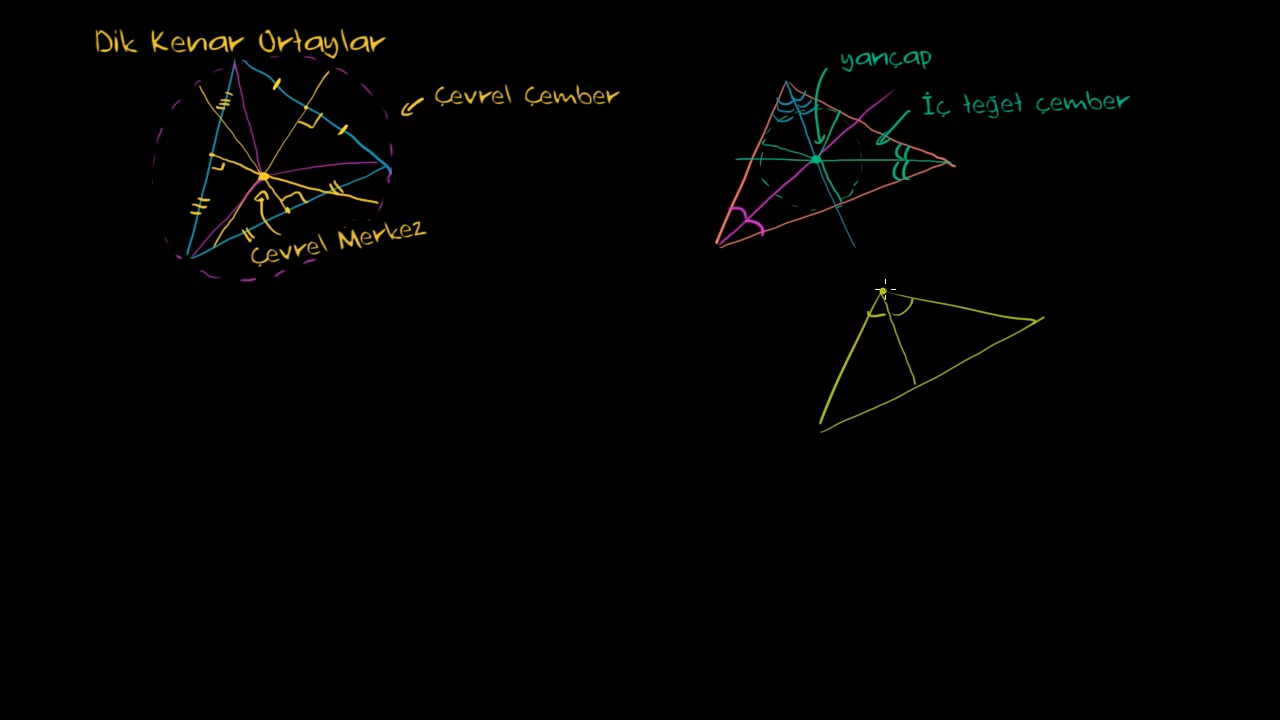 Dik Kenar Ortaylar
Çevrel Çember
Çevrel Merkez
yarıçap
İç teğet çember